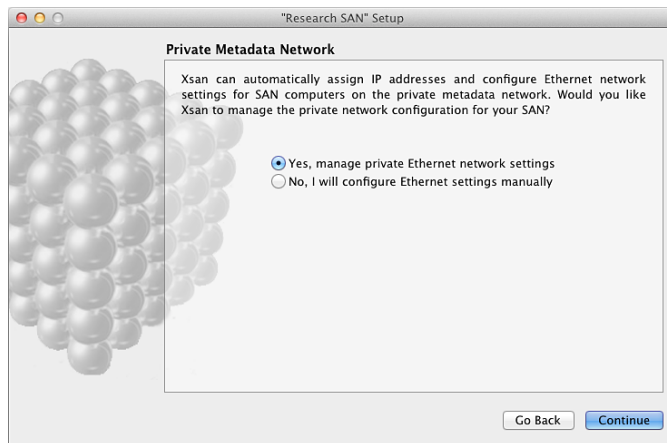 "Research SAN" Setup
Private Metadata Network
Xsan can automatically assign IP addresses and configure Ethernet network
settings for SAN computers on the private metadata network. Would you like
Xsan to manage the private network configuration for your SAN?
Yes, manage private Ethernet network settings
No, I will configure Ethernet settings manually
Go Back
Continue